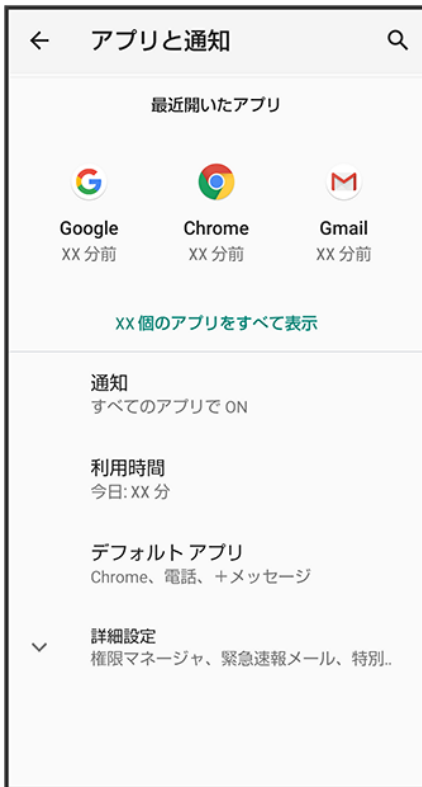 アプリと通知
最近開いたアプリ
Google Chrome Gmail
XX 分前 XX 分前 XX 分前
XX 個のアプリをすべて表示
通知
すべてのアプリで ON
利用時間
今日: XX 分
デフォルト アプリ
Chrome、電話、＋メッセージ
詳細設定
権限マネージャ、緊急速報メール、特別..